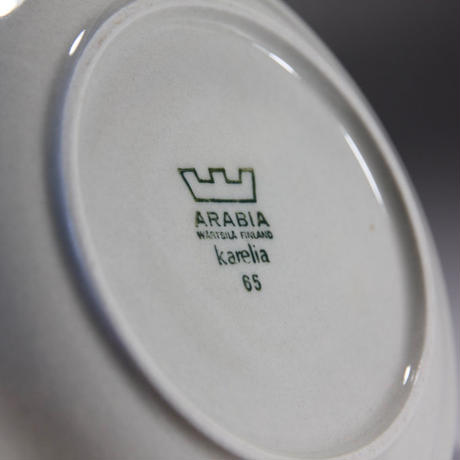 ARABIA
WÄRTSILÄ FINLAND
karelia
65